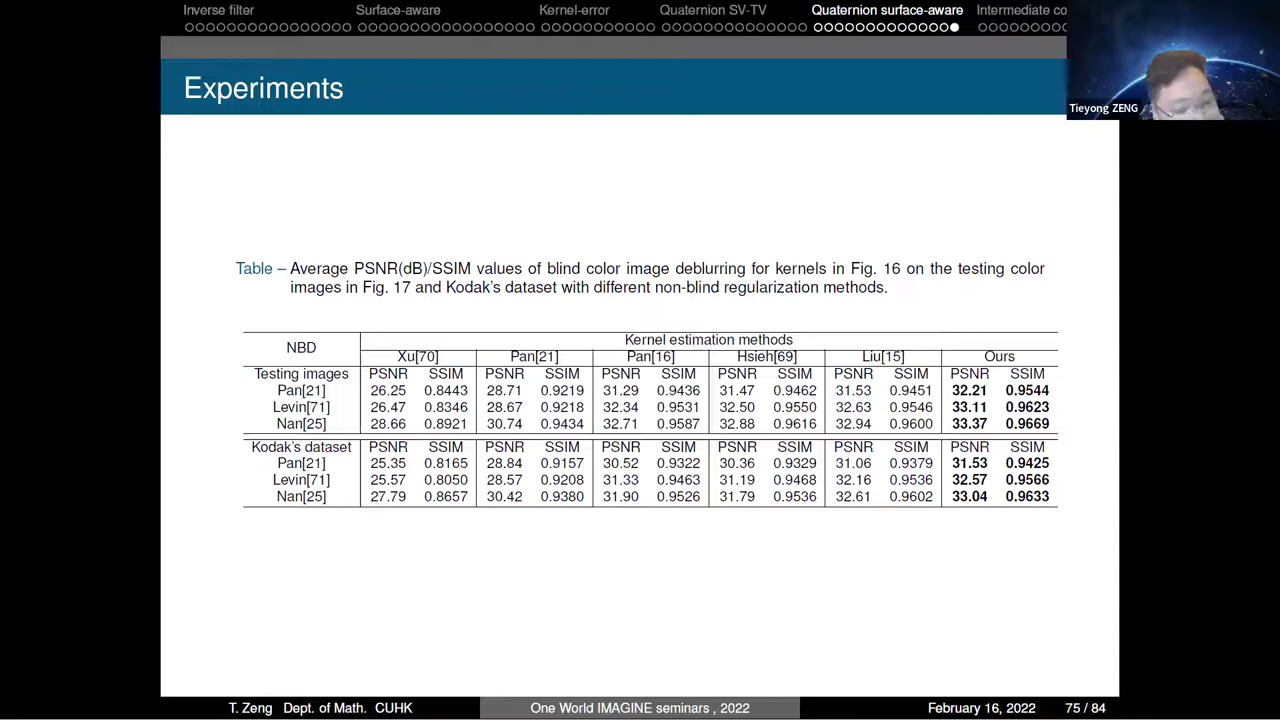 Inverse filter Surface-aware Kernel-error Quaternion SV-TV Quaternion surface-aware Intermediate co
Tieyong ZENG
Experiments
Table – Average PSNR(dB)/SSIM values of blind color image deblurring for kernels in Fig. 16 on the testing color
images in Fig. 17 and Kodak's dataset with different non-blind regularization methods.
NBD Kernel estimation methods
Xu[70] Pan[21] Pan[16] Hsieh[69] Liu[15] Ours
Testing images PSNR SSIM PSNR SSIM PSNR SSIM PSNR SSIM PSNR SSIM PSNR SSIM
Pan[21] 26.25 0.8443 28.71 0.9219 31.29 0.9436 31.47 0.9462 31.53 0.9451 32.21 0.9544
Levin[71] 26.47 0.8346 28.67 0.9218 32.34 0.9531 32.50 0.9550 32.63 0.9546 33.11 0.9623
Nan[25] 28.66 0.8921 30.74 0.9434 32.71 0.9587 32.88 0.9616 32.94 0.9600 33.37 0.9669
Kodak's dataset PSNR SSIM PSNR SSIM PSNR SSIM PSNR SSIM PSNR SSIM PSNR SSIM
Pan[21] 25.35 0.8165 28.84 0.9157 30.52 0.9322 30.36 0.9329 31.06 0.9379 31.53 0.9425
Levin[71] 25.57 0.8050 28.57 0.9208 31.33 0.9463 31.19 0.9468 32.16 0.9536 32.57 0.9566
Nan[25] 27.79 0.8657 30.42 0.9380 31.90 0.9526 31.79 0.9536 32.61 0.9602 33.04 0.9633
T. Zeng Dept. of Math. CUHK One World IMAGINE seminars , 2022 February 16, 2022 75 / 84